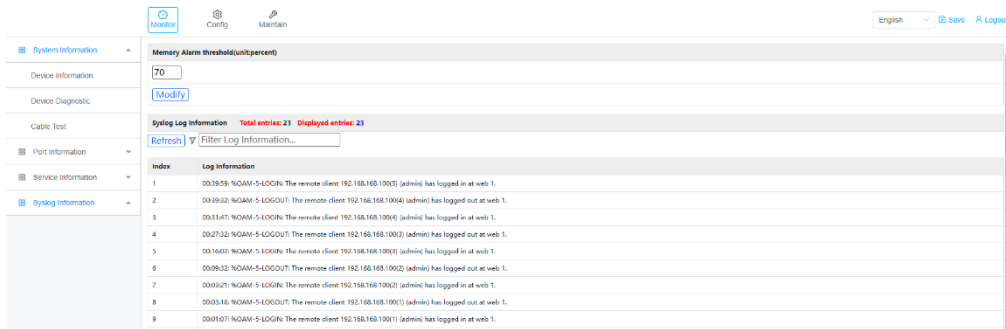 Monitor
Config
Maintain
English
Save
Logou
System Information
Device Information
Device Diagnostic
Cable Test
Port Information
Service Information
Syslog Information
Memory Alarm threshold(unit:percent)
70
Modify
Syslog Log Information Total entries: 23 Displayed entries: 23
Refresh Filter Log Information...
Index Log Information
1 00:39:59: %OAM-5-LOGIN: The remote client 192.168.168.100(5) (admin) has logged in at web 1.
2 00:39:32: %OAM-5-LOGOUT: The remote client 192.168.168.100(4) (admin) has logged out at web 1.
3 00:31:47: %OAM-5-LOGIN: The remote client 192.168.168.100(4) (admin) has logged in at web 1.
4 00:27:32: %OAM-5-LOGOUT: The remote client 192.168.168.100(3) (admin) has logged out at web 1.
5 00:16:02: %OAM-5-LOGIN: The remote client 192.168.168.100(3) (admin) has logged in at web 1.
6 00:09:32: %OAM-5-LOGOUT: The remote client 192.168.168.100(2) (admin) has logged out at web 1.
7 00:03:21: %OAM-5-LOGIN: The remote client 192.168.168.100(2) (admin) has logged in at web 1.
8 00:03:16: %OAM-5-LOGOUT: The remote client 192.168.168.100(1) (admin) has logged out at web 1.
9 00:01:07: %OAM-5-LOGIN: The remote client 192.168.168.100(1) (admin) has logged in at web 1.